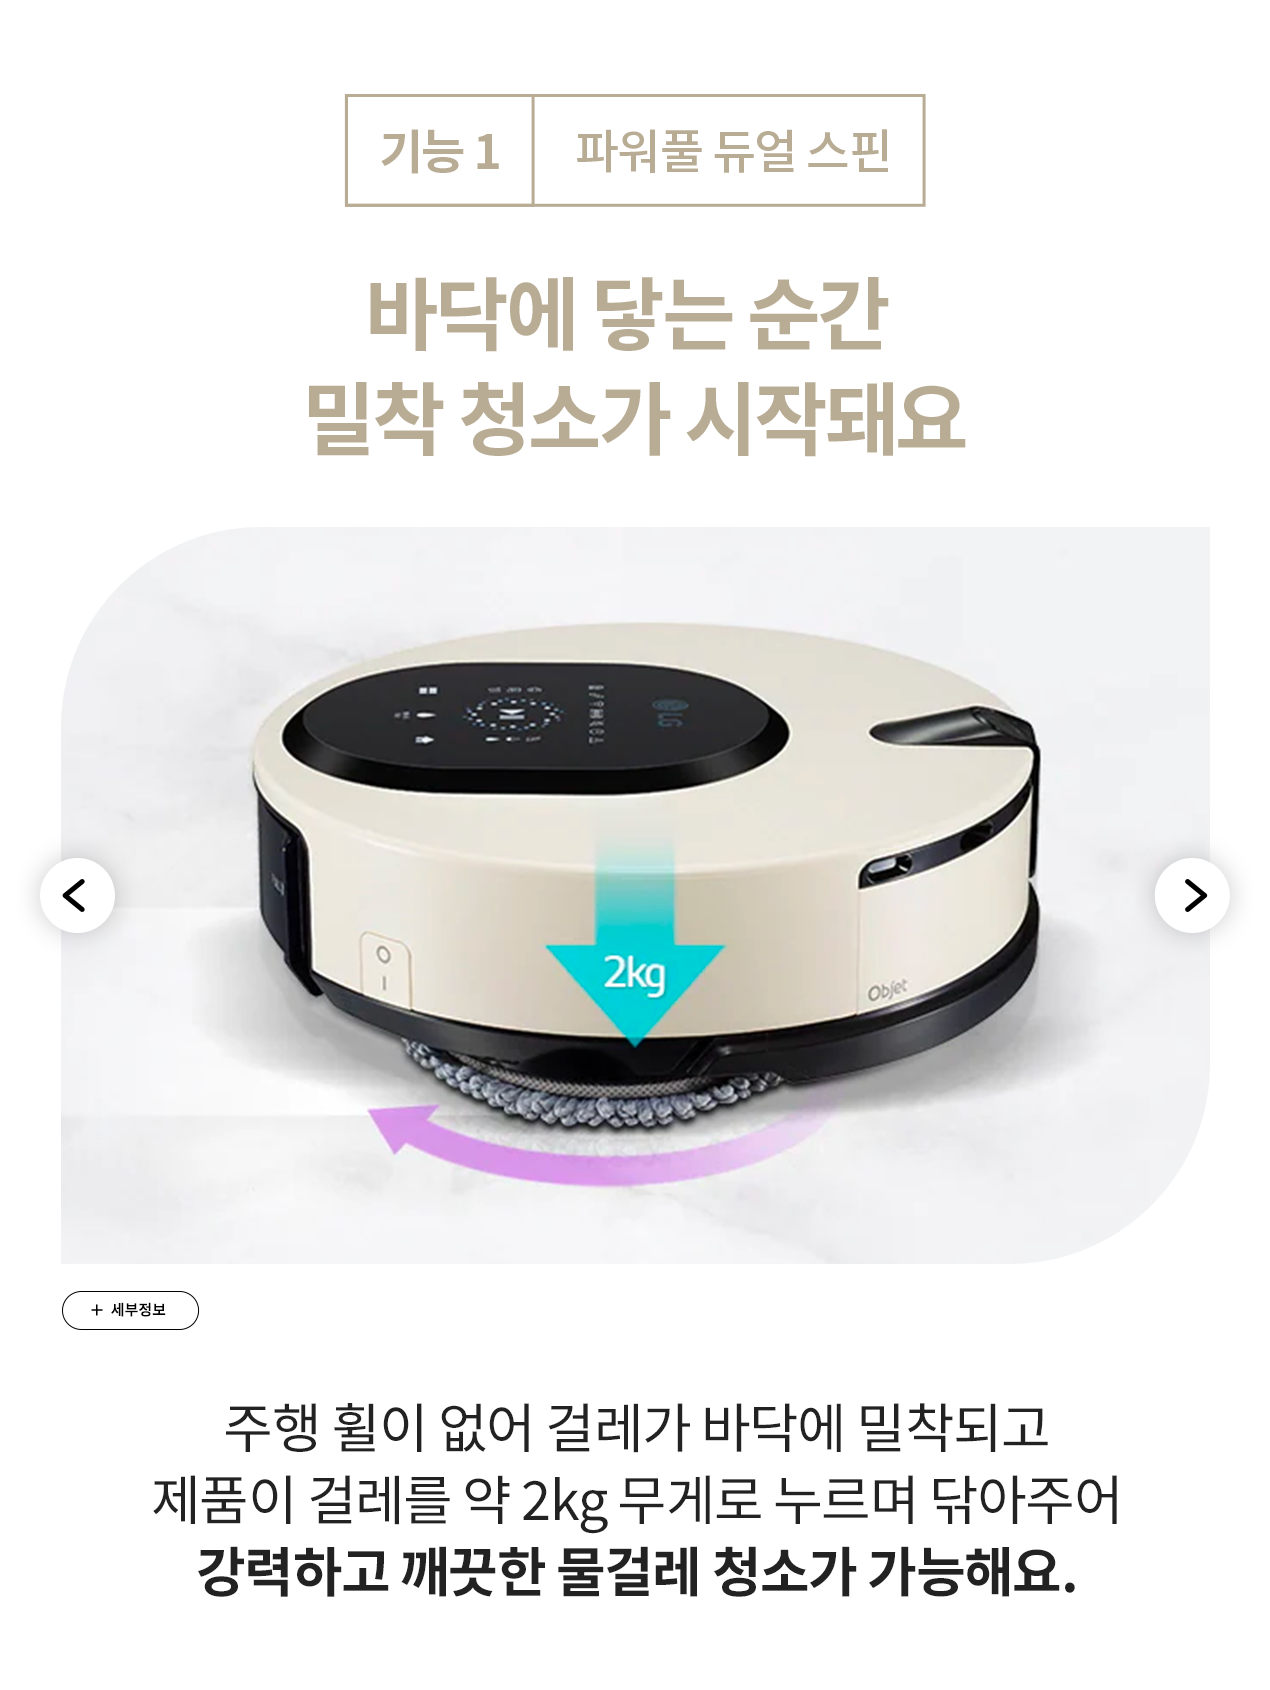 기능 1
파워풀 듀얼 스핀
바닥에 닿는 순간
밀착 청소가 시작돼요
LG
2kg
Objet
+ 세부정보
주행 휠이 없어 걸레가 바닥에 밀착되고
제품이 걸레를 약 2kg 무게로 누르며 닦아주어
강력하고 깨끗한 물걸레 청소가 가능해요.